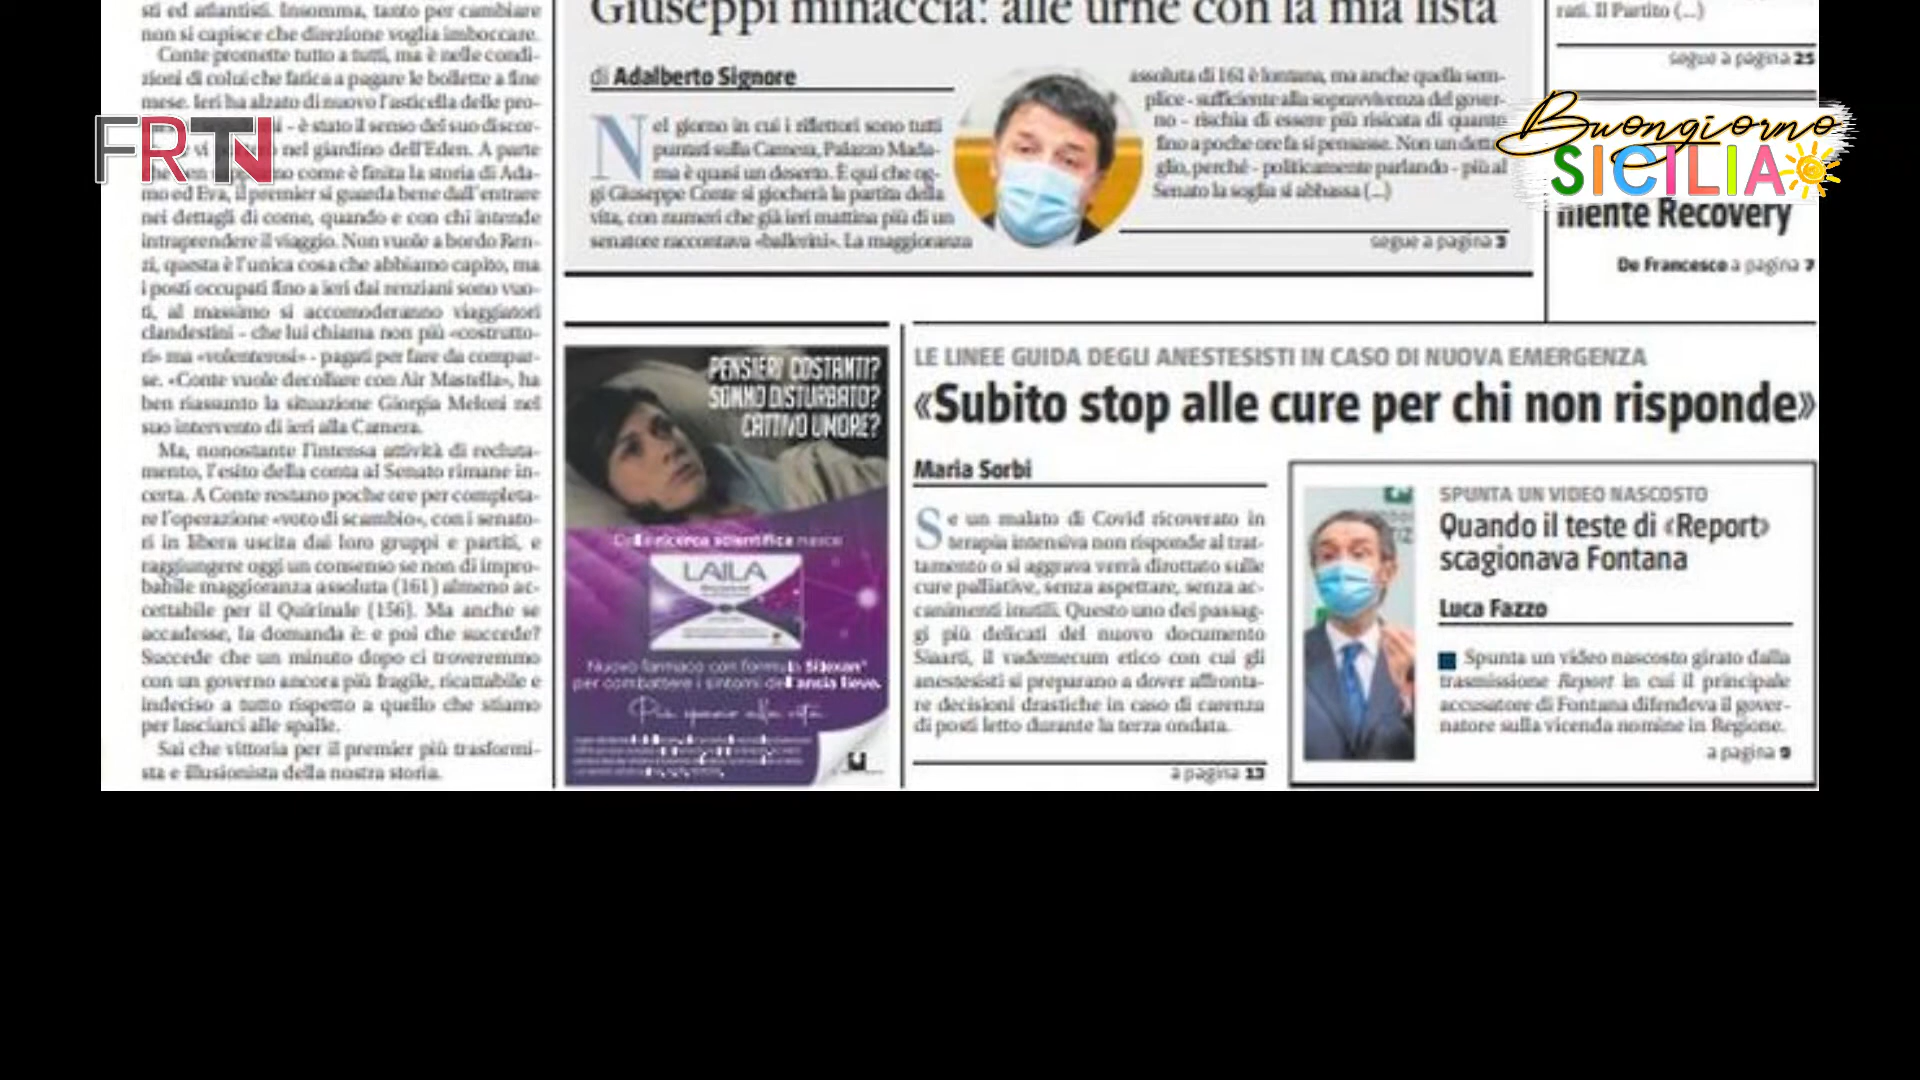 sti ed atlantisti. Insomma, tanto per cambiare
non si capisce che direzione voglia imboccare.
Conte promette tutto a tutti, ma è nelle condi-
zioni di colui che fatica a pagare le bollette a fine
mese. Ieri ha alzato di nuovo l'asticella delle pro-
i - è stato il senso del suo discor-
vi nel giardino dell'Eden. A parte
come è finita la storia di Ada-
mo ed Eva, il premier si guarda bene dall'entrare
nei dettagli di come, quando e con chi intende
intraprendere il viaggio. Non vuole a bordo Ren-
zi, questa è l'unica cosa che abbiamo capito, ma
i posti occupati fino a ieri dai renziani sono vuo-
ti, al massimo si accomoderanno viaggiatori
clandestini - che lui chiama non più «costrutto-
ri» ma «volenterosi» - pagati per fare da compar-
se. «Conte vuole decollare con Air Mastella», ha
ben riassunto la situazione Giorgia Meloni nel
suo intervento di ieri alla Camera.
Ma, nonostante l'intensa attività di recluta-
mento, l'esito della conta al Senato rimane in-
certa. A Conte restano poche ore per completa-
re l'operazione «voto di scambio», con i senato-
ri in libera uscita dai loro gruppi e partiti, e
raggiungere oggi un consenso se non di impro-
babile maggioranza assoluta (161) almeno ac-
cettabile per il Quirinale (156). Ma anche se
accadesse, la domanda è: e poi che succede?
Succede che un minuto dopo ci troveremmo
con un governo ancora più fragile, ricattabile e
indeciso a tutto rispetto a quello che stiamo
per lasciarci alle spalle.
Sai che vittoria per il premier più trasformi-
sta e illusionista della nostra storia.
FRTN
Giuseppi minaccia: alle urne con la mia lista
di Adalberto Signore
Nel giorno in cui i riflettori sono tutti
puntati sulla Camera, Palazzo Mada-
ma è quasi un deserto. È qui che og-
gi Giuseppe Conte si giocherà la partita della
vita, con numeri che già ieri mattina più di un
senatore raccontava «ballerini». La maggioranza
assoluta di 161 è lontana, ma anche quella sem-
plice - sufficiente alla sopravvivenza del gover-
no - rischia di essere più risicata di quanto
fino a poche ore fa si pensasse. Non un detta-
glio, perché - politicamente parlando - più al
Senato la soglia si abbassa (...)
segue a pagina 3
rati. Il Partito (...)
segue a pagina 25
Buongiorno
SICILIA
mente Recovery
De Francesco a pagina 7
PENSIERI COSTANTI?
SONNO DISTURBATO?
CATTIVO UMORE?
Dalla ricerca scientifica nasce
LAILA
Nuovo farmaco con formula Silexan®
per combattere i sintomi dell'ansia lieve.
Più spazio alla vita
LE LINEE GUIDA DEGLI ANESTESISTI IN CASO DI NUOVA EMERGENZA
«Subito stop alle cure per chi non risponde»
Maria Sorbi
Se un malato di Covid ricoverato in
terapia intensiva non risponde al trat-
tamento o si aggrava verrà dirottato sulle
cure palliative, senza aspettare, senza ac-
canimenti inutili. Questo uno dei passag-
gi più delicati del nuovo documento
Siaarti, il vademecum etico con cui gli
anestesisti si preparano a dover affronta-
re decisioni drastiche in caso di carenza
di posti letto durante la terza ondata.
a pagina 13
SPUNTA UN VIDEO NASCOSTO
Quando il teste di «Report»
scagionava Fontana
Luca Fazzo
Spunta un video nascosto girato dalla
trasmissione Report in cui il principale
accusatore di Fontana difendeva il gover-
natore sulla vicenda nomine in Regione.
a pagina 9